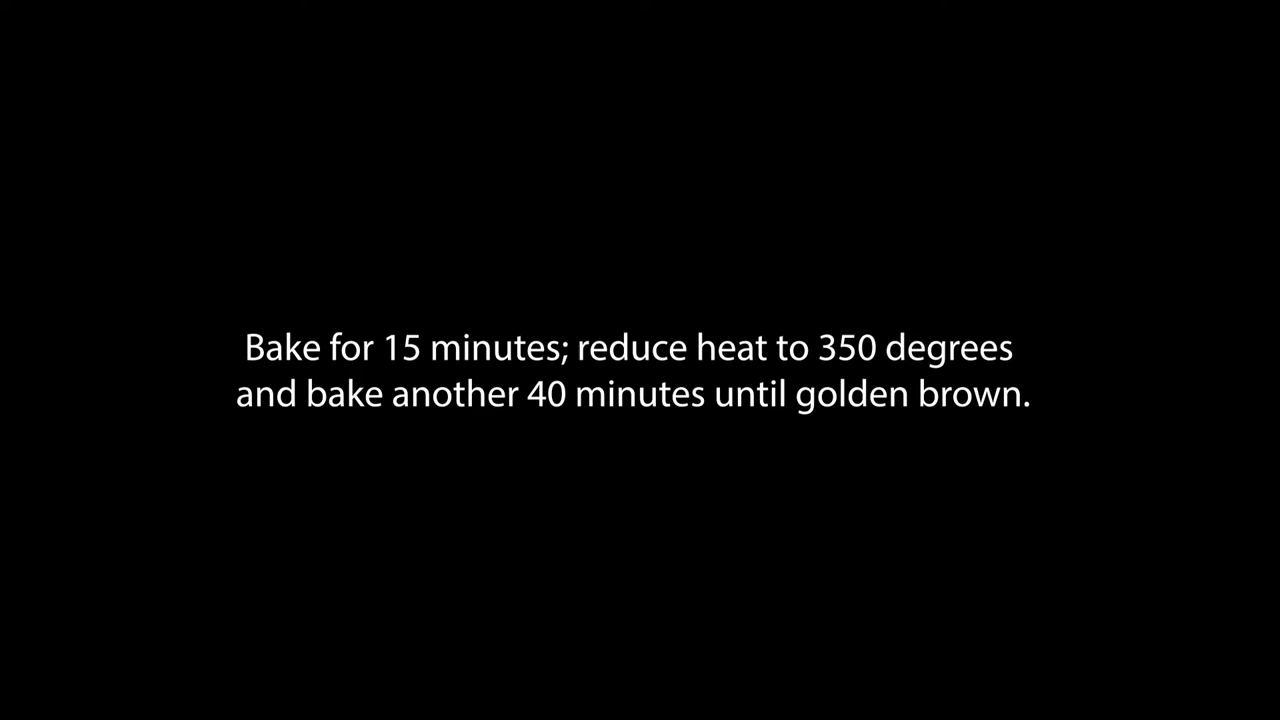 Bake for 15 minutes; reduce heat to 350 degrees
and bake another 40 minutes until golden brown.